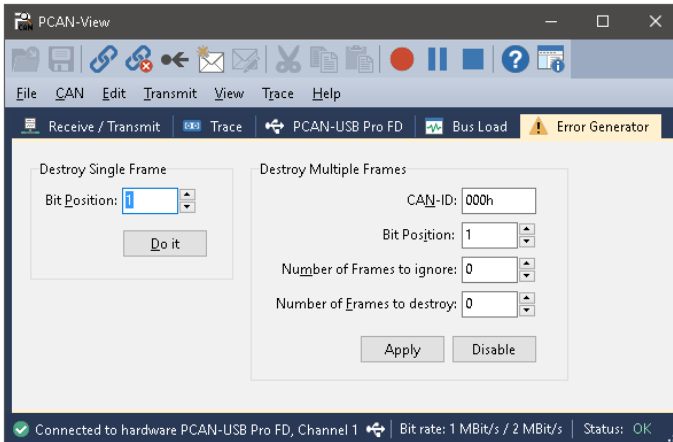 PCAN-View
File CAN Edit Transmit View Trace Help
Receive / Transmit Trace PCAN-USB Pro FD Bus Load Error Generator
Destroy Single Frame
Bit Position: 1
Do it
Destroy Multiple Frames
CAN-ID: 000h
Bit Position: 1
Number of Frames to ignore: 0
Number of Frames to destroy: 0
Apply Disable
Connected to hardware PCAN-USB Pro FD, Channel 1 Bit rate: 1 MBit/s / 2 MBit/s Status: OK